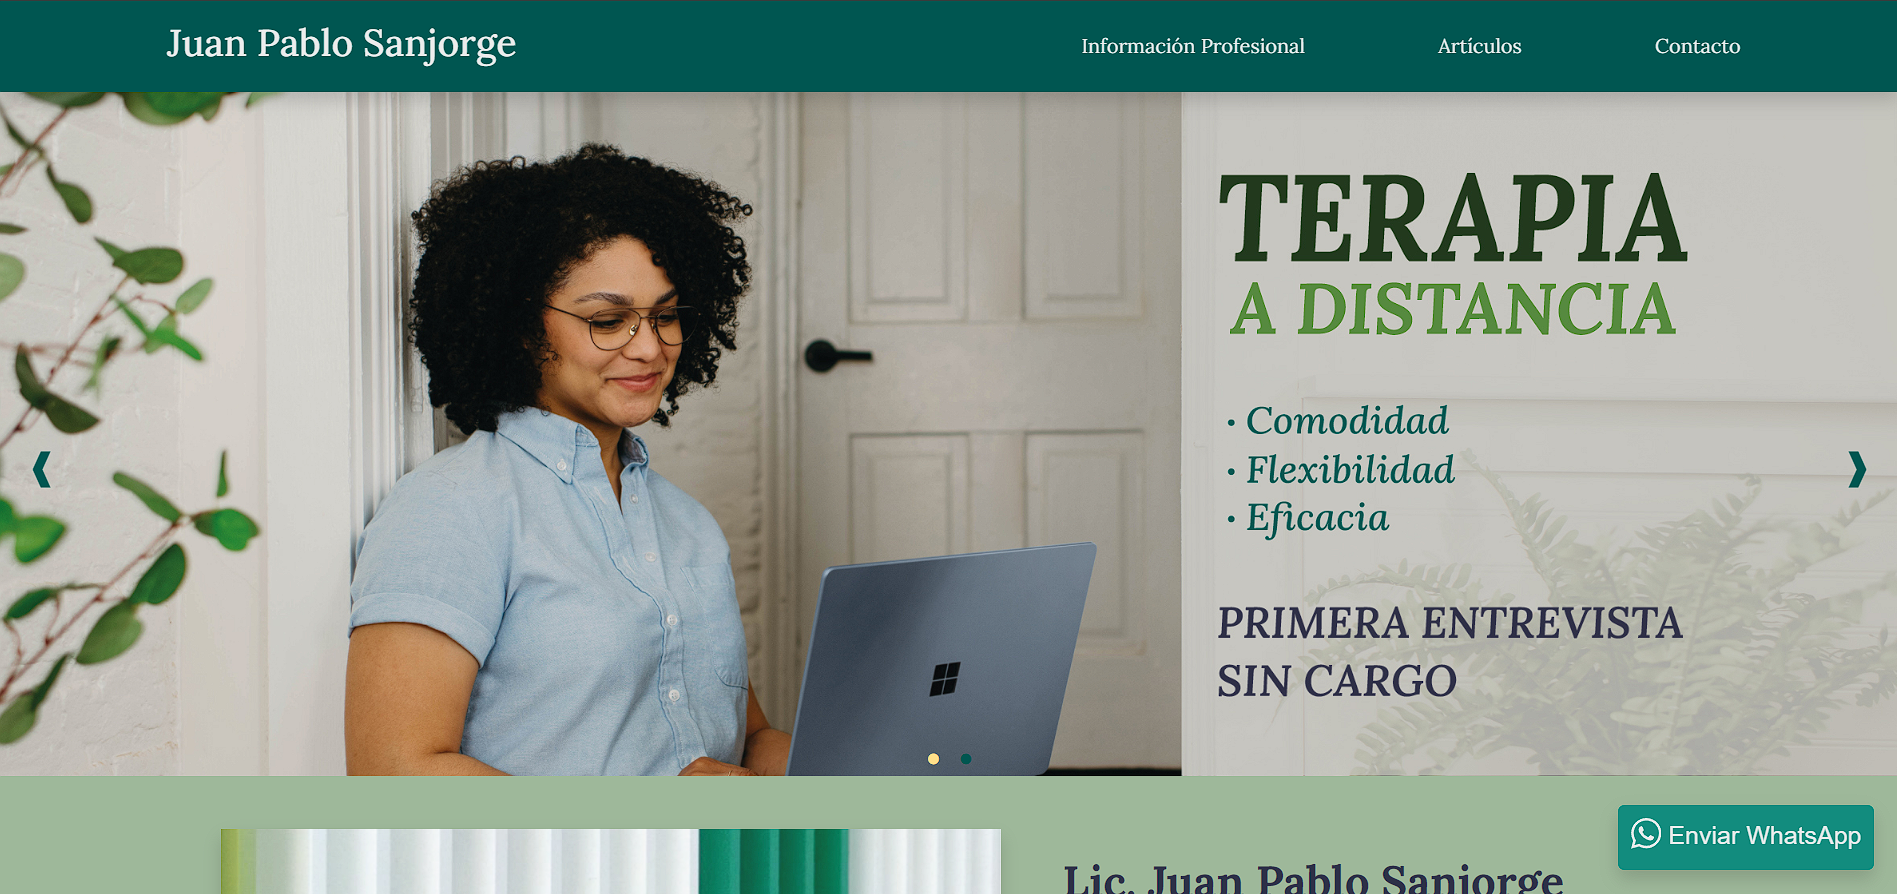 Juan Pablo Sanjorge
Información Profesional
Artículos
Contacto
TERAPIA
A DISTANCIA
· Comodidad
· Flexibilidad
· Eficacia
PRIMERA ENTREVISTA
SIN CARGO
Enviar WhatsApp
Lic. Juan Pablo Sanjorge